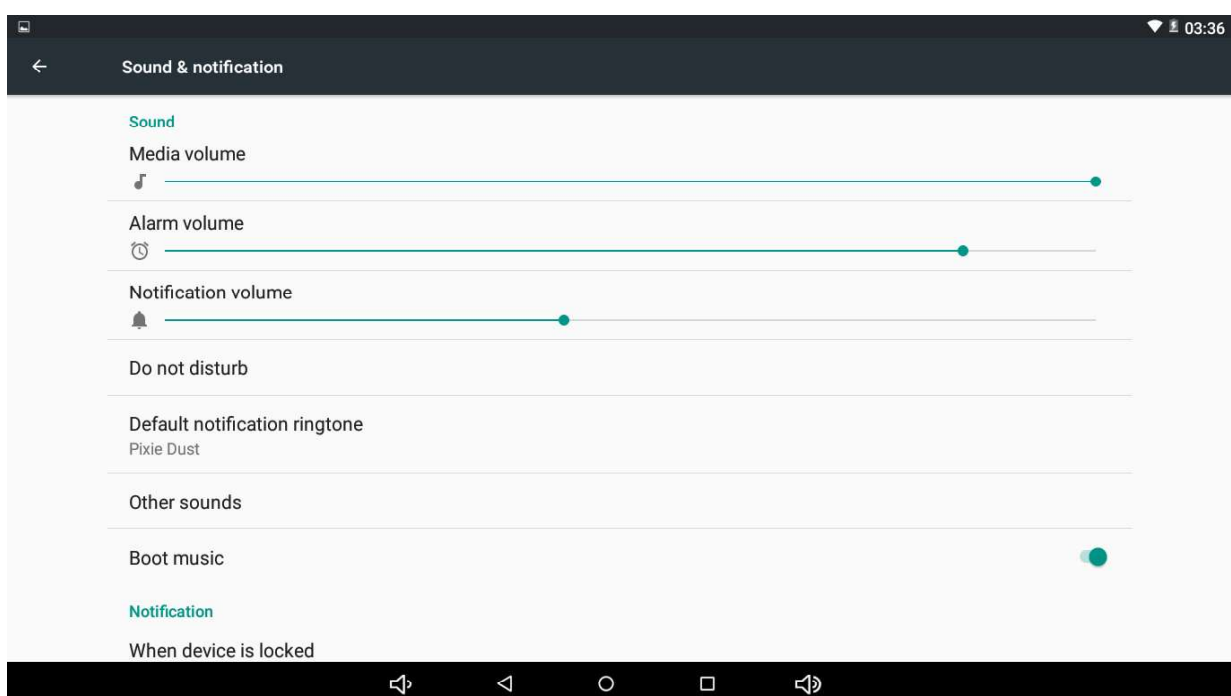 03:36
Sound & notification
Sound
Media volume
Alarm volume
Notification volume
Do not disturb
Default notification ringtone
Pixie Dust
Other sounds
Boot music
Notification
When device is locked